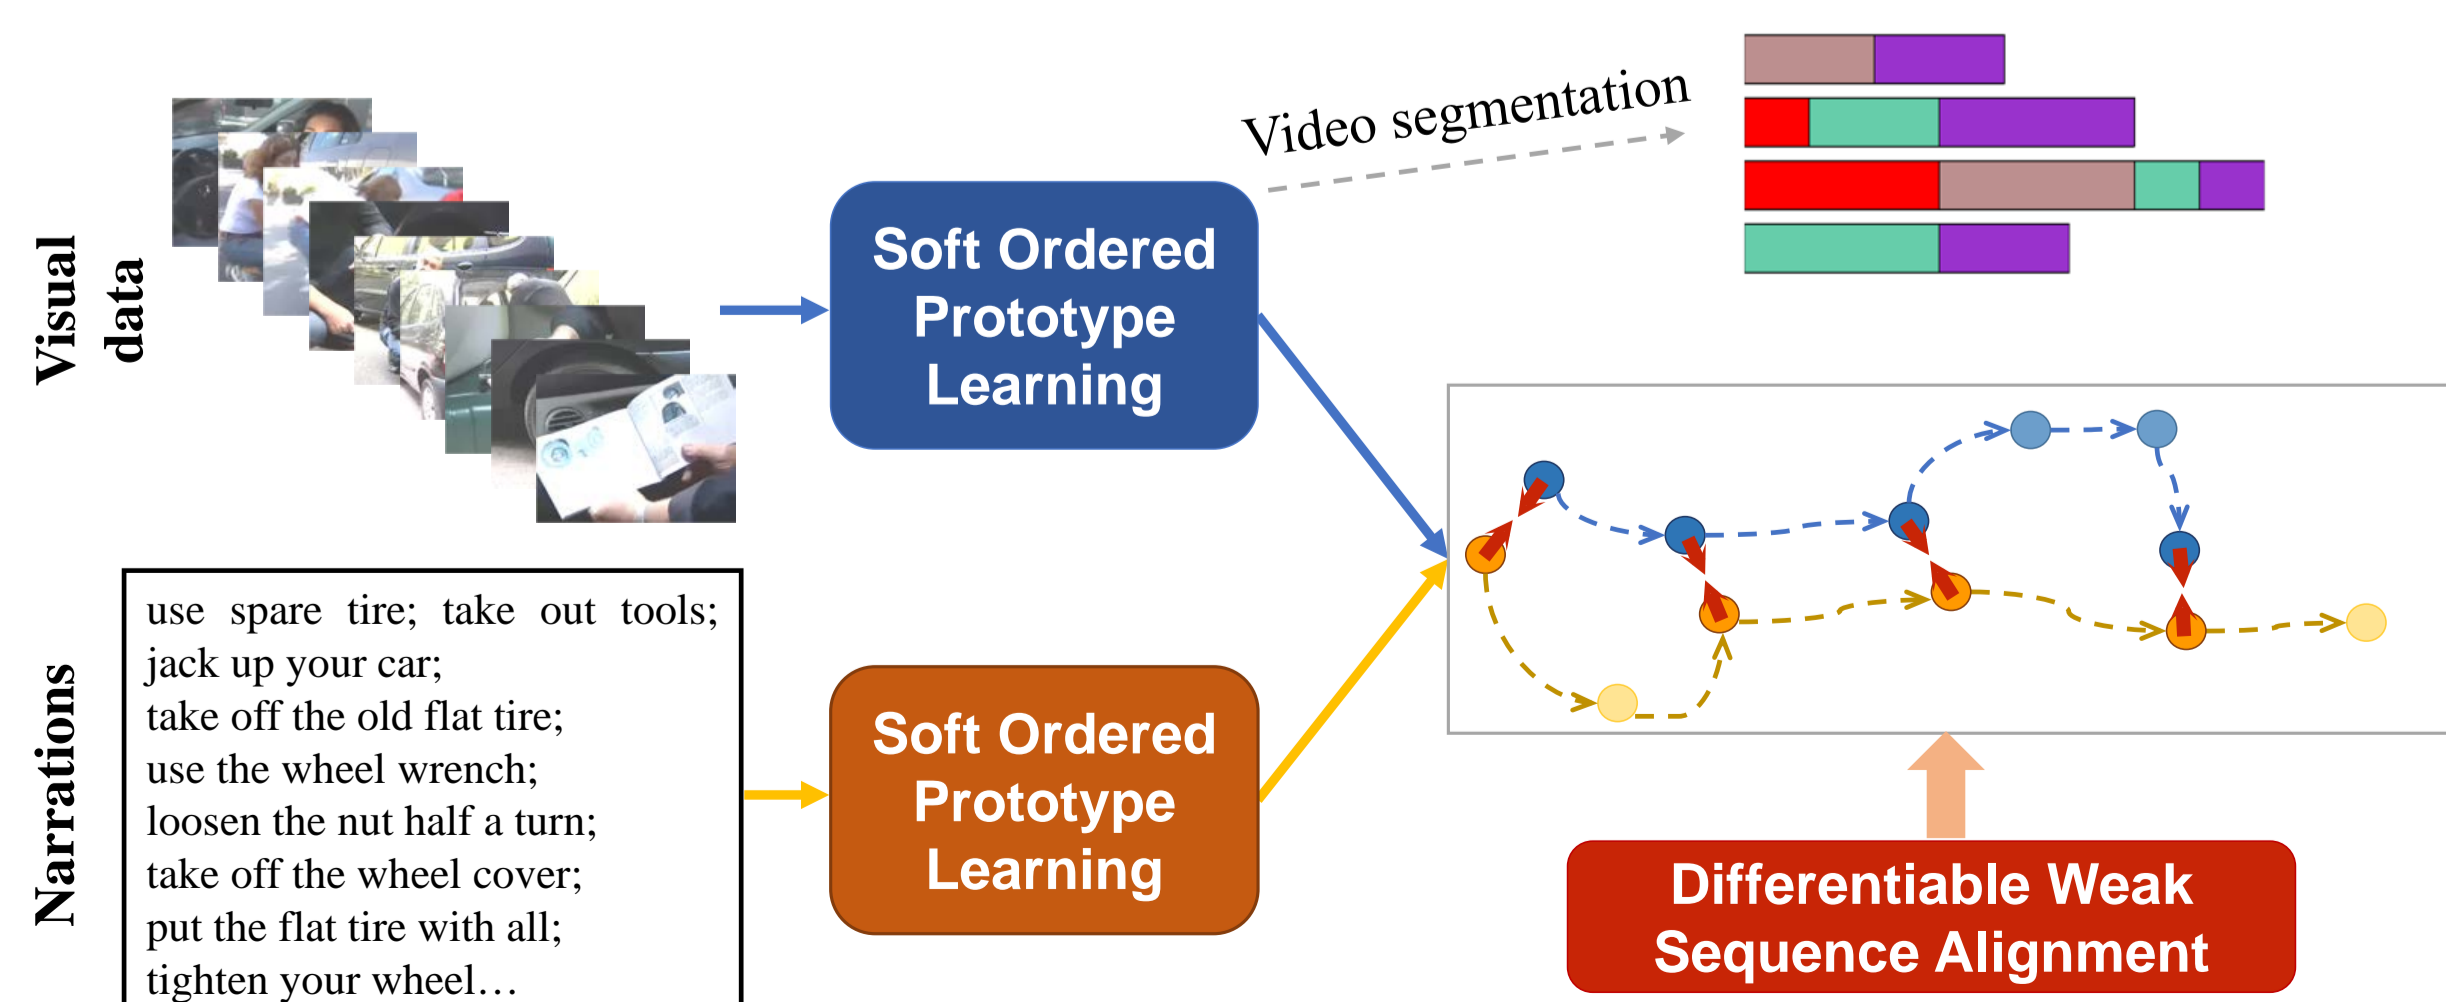 Visual
data
Video segmentation
Soft Ordered
Prototype
Learning
Narrations
use spare tire; take out tools;
jack up your car;
take off the old flat tire;
use the wheel wrench;
loosen the nut half a turn;
take off the wheel cover;
put the flat tire with all;
tighten your wheel…
Soft Ordered
Prototype
Learning
Differentiable Weak
Sequence Alignment